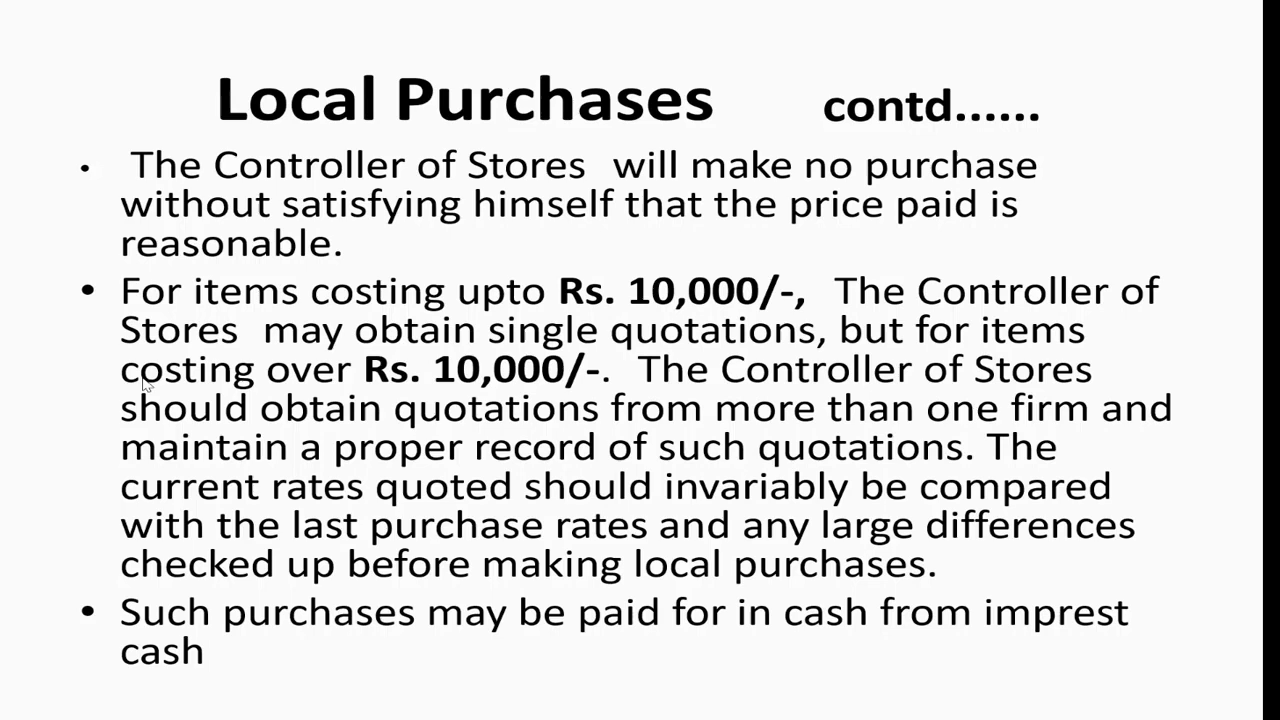 Local Purchases contd......
• The Controller of Stores will make no purchase
without satisfying himself that the price paid is
reasonable.
• For items costing upto Rs. 10,000/-, The Controller of
Stores may obtain single quotations, but for items
costing over Rs. 10,000/-. The Controller of Stores
should obtain quotations from more than one firm and
maintain a proper record of such quotations. The
current rates quoted should invariably be compared
with the last purchase rates and any large differences
checked up before making local purchases.
• Such purchases may be paid for in cash from imprest
cash